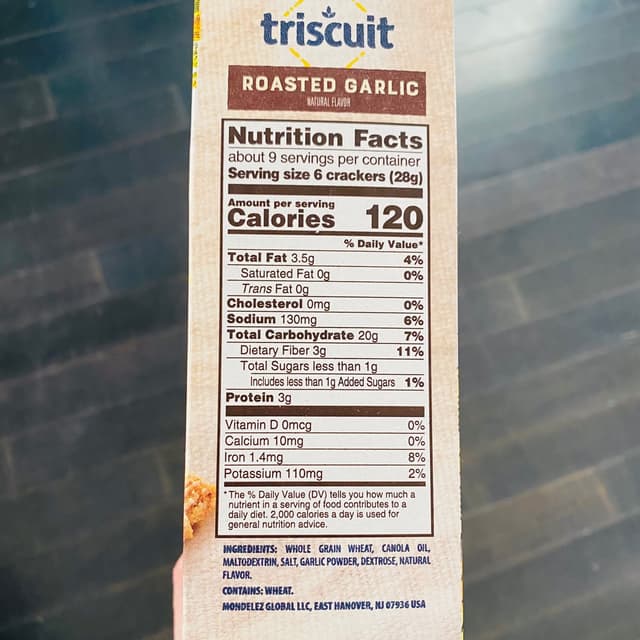 triscuit
ROASTED GARLIC
NATURAL FLAVOR
Nutrition Facts
about 9 servings per container
Serving size 6 crackers (28g)
Amount per serving
Calories 120
% Daily Value*
Total Fat 3.5g 4%
Saturated Fat 0g 0%
Trans Fat 0g
Cholesterol 0mg 0%
Sodium 130mg 6%
Total Carbohydrate 20g 7%
Dietary Fiber 3g 11%
Total Sugars less than 1g
Includes less than 1g Added Sugars 1%
Protein 3g
Vitamin D 0mcg 0%
Calcium 10mg 0%
Iron 1.4mg 8%
Potassium 110mg 2%
* The % Daily Value (DV) tells you how much a
nutrient in a serving of food contributes to a
daily diet. 2,000 calories a day is used for
general nutrition advice.
INGREDIENTS: WHOLE GRAIN WHEAT, CANOLA OIL,
MALTODEXTRIN, SALT, GARLIC POWDER, DEXTROSE, NATURAL
FLAVOR.
CONTAINS: WHEAT.
MONDELEZ GLOBAL LLC, EAST HANOVER, NJ 07936 USA